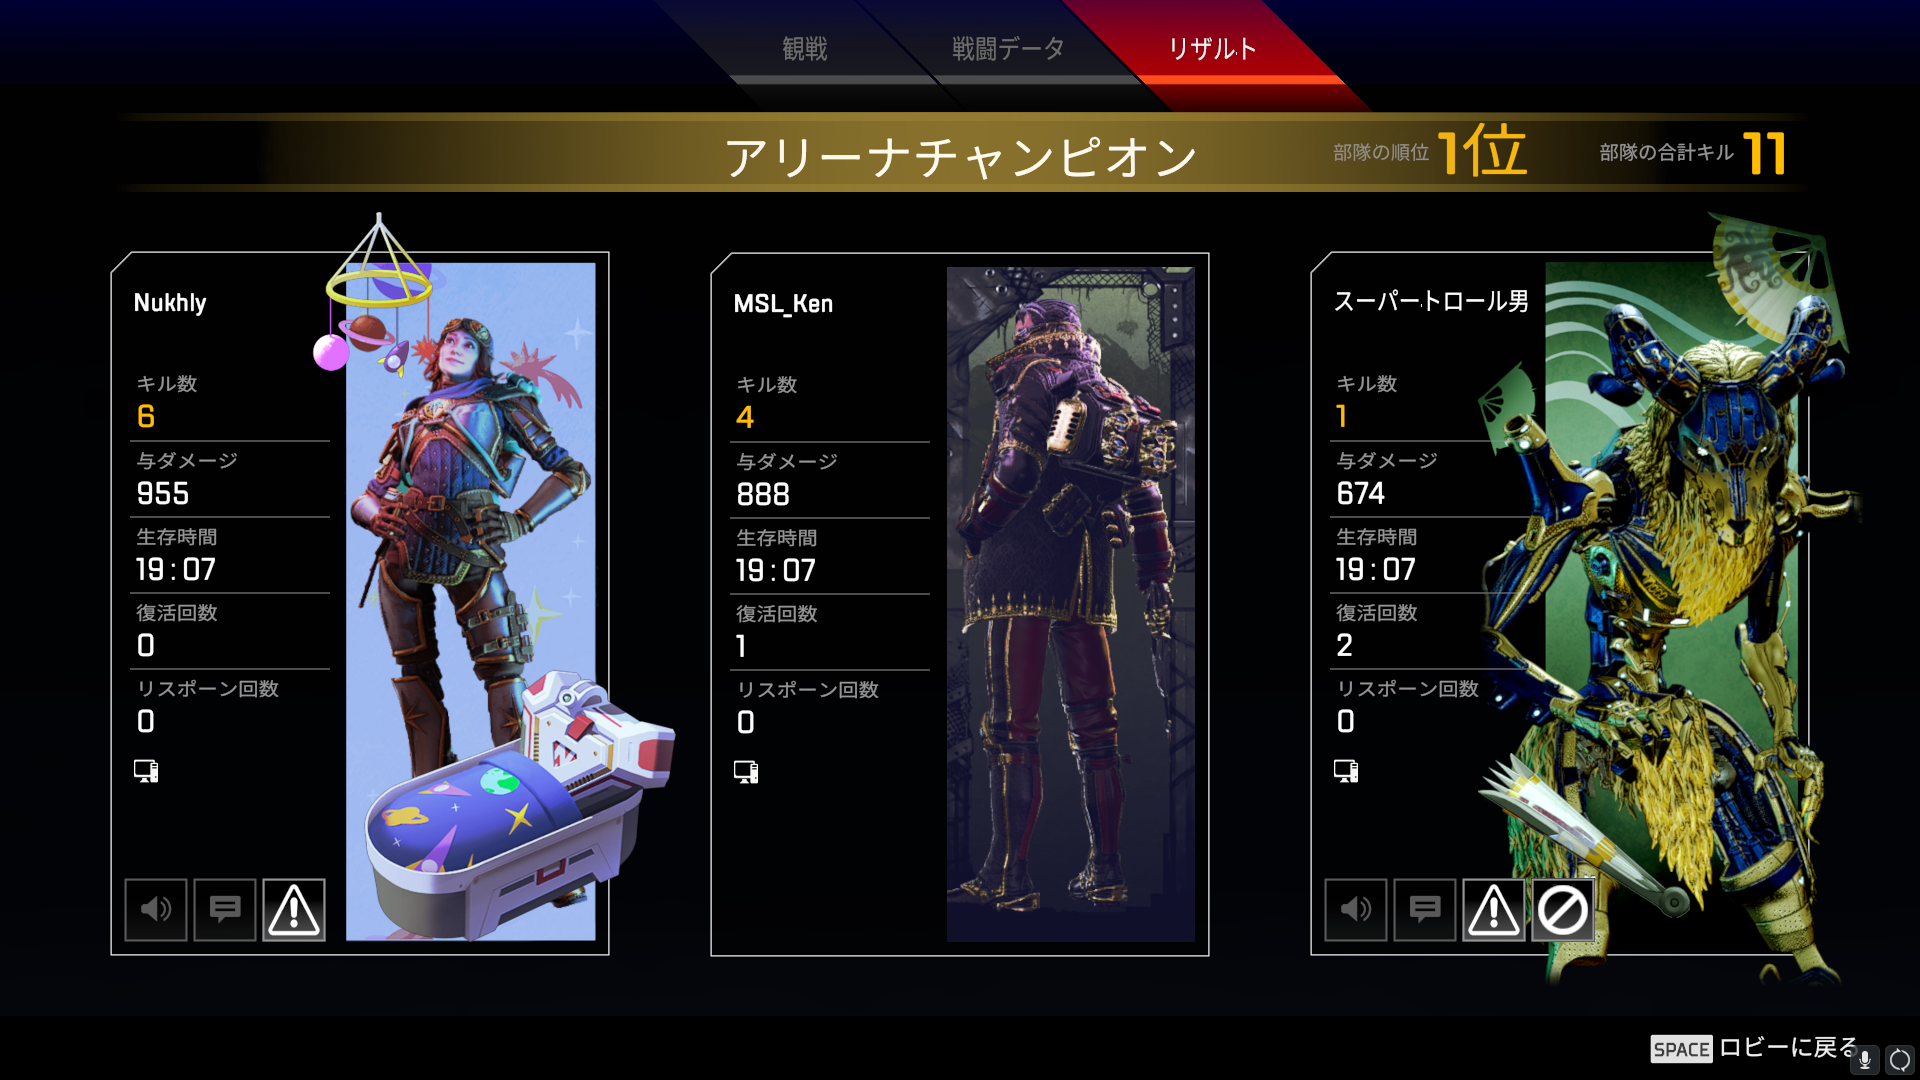 観戦
戦闘データ
リザルト
アリーナチャンピオン
部隊の順位 1位
部隊の合計キル 11
Nukhly
キル数
6
与ダメージ
955
生存時間
19:07
復活回数
0
リスポーン回数
0
MSL_Ken
キル数
4
与ダメージ
888
生存時間
19:07
復活回数
1
リスポーン回数
0
スーパートロール男
キル数
1
与ダメージ
674
生存時間
19:07
復活回数
2
リスポーン回数
0
SPACE ロビーに戻る